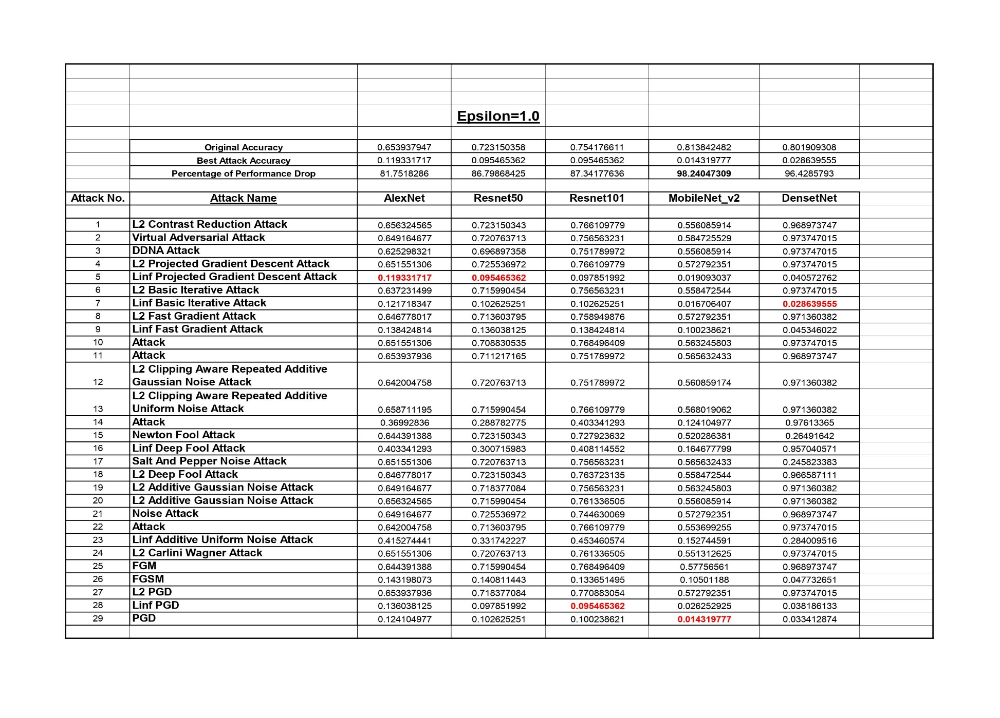 Epsilon=1.0
Original Accuracy 0.653937947 0.723150358 0.754176611 0.813842482 0.801909308
Best Attack Accuracy 0.119331717 0.095465362 0.095465362 0.014319777 0.028639555
Percentage of Performance Drop 81.7518286 86.79868425 87.34177636 98.24047309 96.4285793
Attack No. Attack Name AlexNet Resnet50 Resnet101 MobileNet_v2 DensetNet
1 L2 Contrast Reduction Attack 0.656324565 0.723150343 0.766109779 0.556085914 0.968973747
2 Virtual Adversarial Attack 0.649164677 0.720763713 0.756563231 0.584725529 0.973747015
3 DDNA Attack 0.625298321 0.696897358 0.751789972 0.556085914 0.973747015
4 L2 Projected Gradient Descent Attack 0.651551306 0.725536972 0.766109779 0.572792351 0.973747015
5 Linf Projected Gradient Descent Attack 0.119331717 0.095465362 0.097851992 0.019093037 0.040572762
6 L2 Basic Iterative Attack 0.637231499 0.715990454 0.756563231 0.558472544 0.973747015
7 Linf Basic Iterative Attack 0.121718347 0.102625251 0.102625251 0.016706407 0.028639555
8 L2 Fast Gradient Attack 0.646778017 0.713603795 0.758949876 0.572792351 0.971360382
9 Linf Fast Gradient Attack 0.138424814 0.136038125 0.138424814 0.100238621 0.045346022
10 Attack 0.651551306 0.708830535 0.768496409 0.563245803 0.973747015
11 Attack 0.653937936 0.711217165 0.751789972 0.565632433 0.968973747
L2 Clipping Aware Repeated Additive
12 Gaussian Noise Attack 0.642004758 0.720763713 0.751789972 0.560859174 0.971360382
L2 Clipping Aware Repeated Additive
13 Uniform Noise Attack 0.658711195 0.715990454 0.766109779 0.568019062 0.971360382
14 Attack 0.36992836 0.288782775 0.403341293 0.124104977 0.97613365
15 Newton Fool Attack 0.644391388 0.723150343 0.727923632 0.520286381 0.26491642
16 Linf Deep Fool Attack 0.403341293 0.300715983 0.408114552 0.164677799 0.957040571
17 Salt And Pepper Noise Attack 0.651551306 0.720763713 0.756563231 0.565632433 0.245823383
18 L2 Deep Fool Attack 0.646778017 0.723150343 0.763723135 0.558472544 0.966587111
19 L2 Additive Gaussian Noise Attack 0.649164677 0.718377084 0.756563231 0.563245803 0.971360382
20 L2 Additive Gaussian Noise Attack 0.656324565 0.715990454 0.761336505 0.556085914 0.971360382
21 Noise Attack 0.649164677 0.725536972 0.744630069 0.572792351 0.968973747
22 Attack 0.642004758 0.713603795 0.766109779 0.553699255 0.973747015
23 Linf Additive Uniform Noise Attack 0.415274441 0.331742227 0.453460574 0.152744591 0.284009516
24 L2 Carlini Wagner Attack 0.651551306 0.720763713 0.761336505 0.551312625 0.973747015
25 FGM 0.644391388 0.715990454 0.768496409 0.57756561 0.968973747
26 FGSM 0.143198073 0.140811443 0.133651495 0.10501188 0.047732651
27 L2 PGD 0.653937936 0.718377084 0.770883054 0.572792351 0.973747015
28 Linf PGD 0.136038125 0.097851992 0.095465362 0.026252925 0.038186133
29 PGD 0.124104977 0.102625251 0.100238621 0.014319777 0.033412874